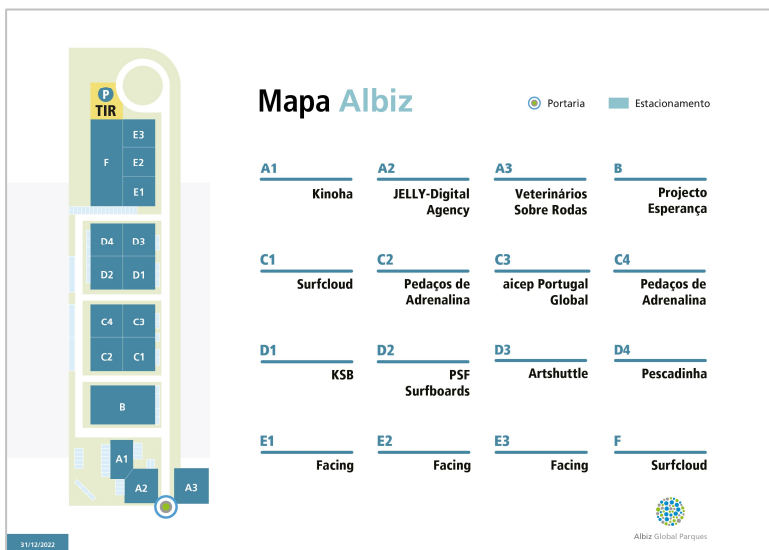 Mapa Albiz
Portaria
Estacionamento
P
TIR
E3
F
E2
E1
D4
D3
D2
D1
C4
C3
C2
C1
B
A1
A2
A3
A1
Kinoha
A2
JELLY-Digital
Agency
A3
Veterinários
Sobre Rodas
B
Projecto
Esperança
C1
Surfcloud
C2
Pedaços de
Adrenalina
C3
aicep Portugal
Global
C4
Pedaços de
Adrenalina
D1
KSB
D2
PSF
Surfboards
D3
Artshuttle
D4
Pescadinha
E1
Facing
E2
Facing
E3
Facing
F
Surfcloud
31/12/2022
Albiz Global Parques